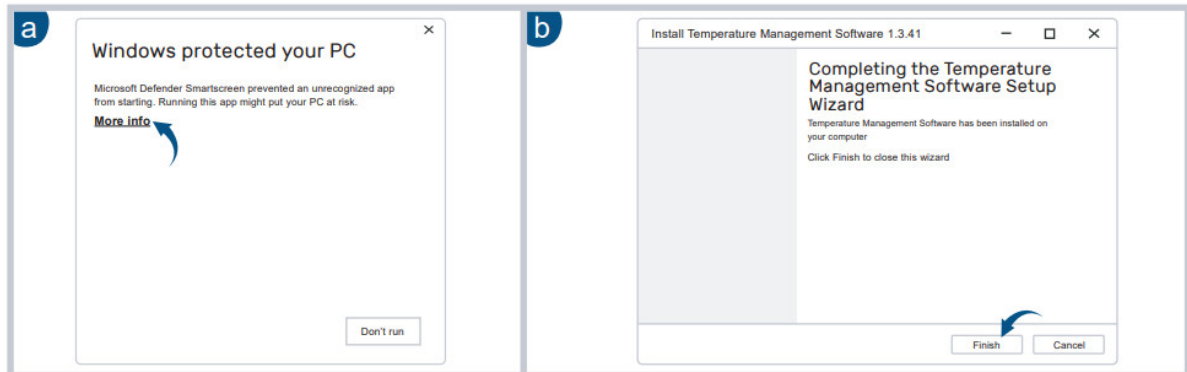 a
Windows protected your PC
Microsoft Defender Smartscreen prevented an unrecognized app
from starting. Running this app might put your PC at risk.
More info
Don't run
b
Install Temperature Management Software 1.3.41
Completing the Temperature
Management Software Setup
Wizard
Temperature Management Software has been installed on
your computer
Click Finish to close this wizard
Finish
Cancel